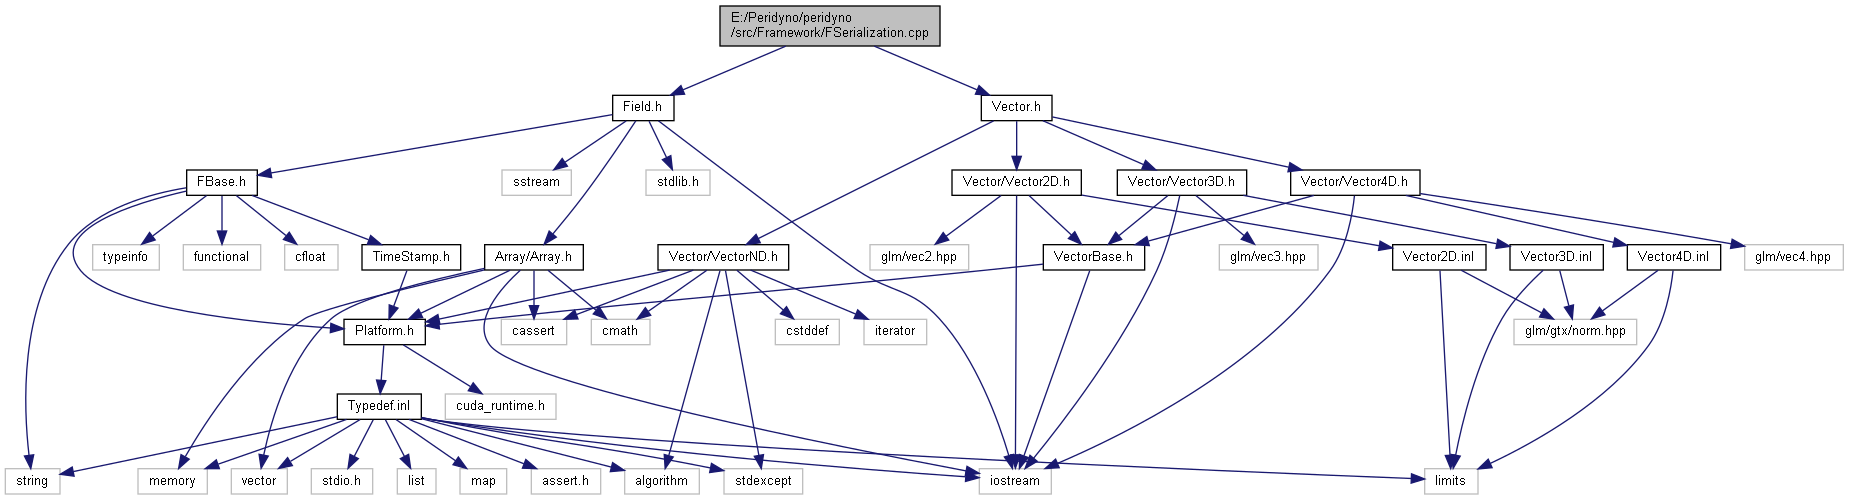 E:/Peridyno/peridyno
/src/Framework/FSerialization.cpp
Field.h
Vector.h
FBase.h
sstream
stdlib.h
Vector/Vector2D.h
Vector/Vector3D.h
Vector/Vector4D.h
typeinfo
functional
cfloat
TimeStamp.h
Array/Array.h
Vector/VectorND.h
glm/vec2.hpp
VectorBase.h
glm/vec3.hpp
Vector2D.inl
Vector3D.inl
Vector4D.inl
glm/vec4.hpp
Platform.h
cassert
cmath
cstddef
iterator
glm/gtx/norm.hpp
Typedef.inl
cuda_runtime.h
string
memory
vector
stdio.h
list
map
assert.h
algorithm
stdexcept
iostream
limits